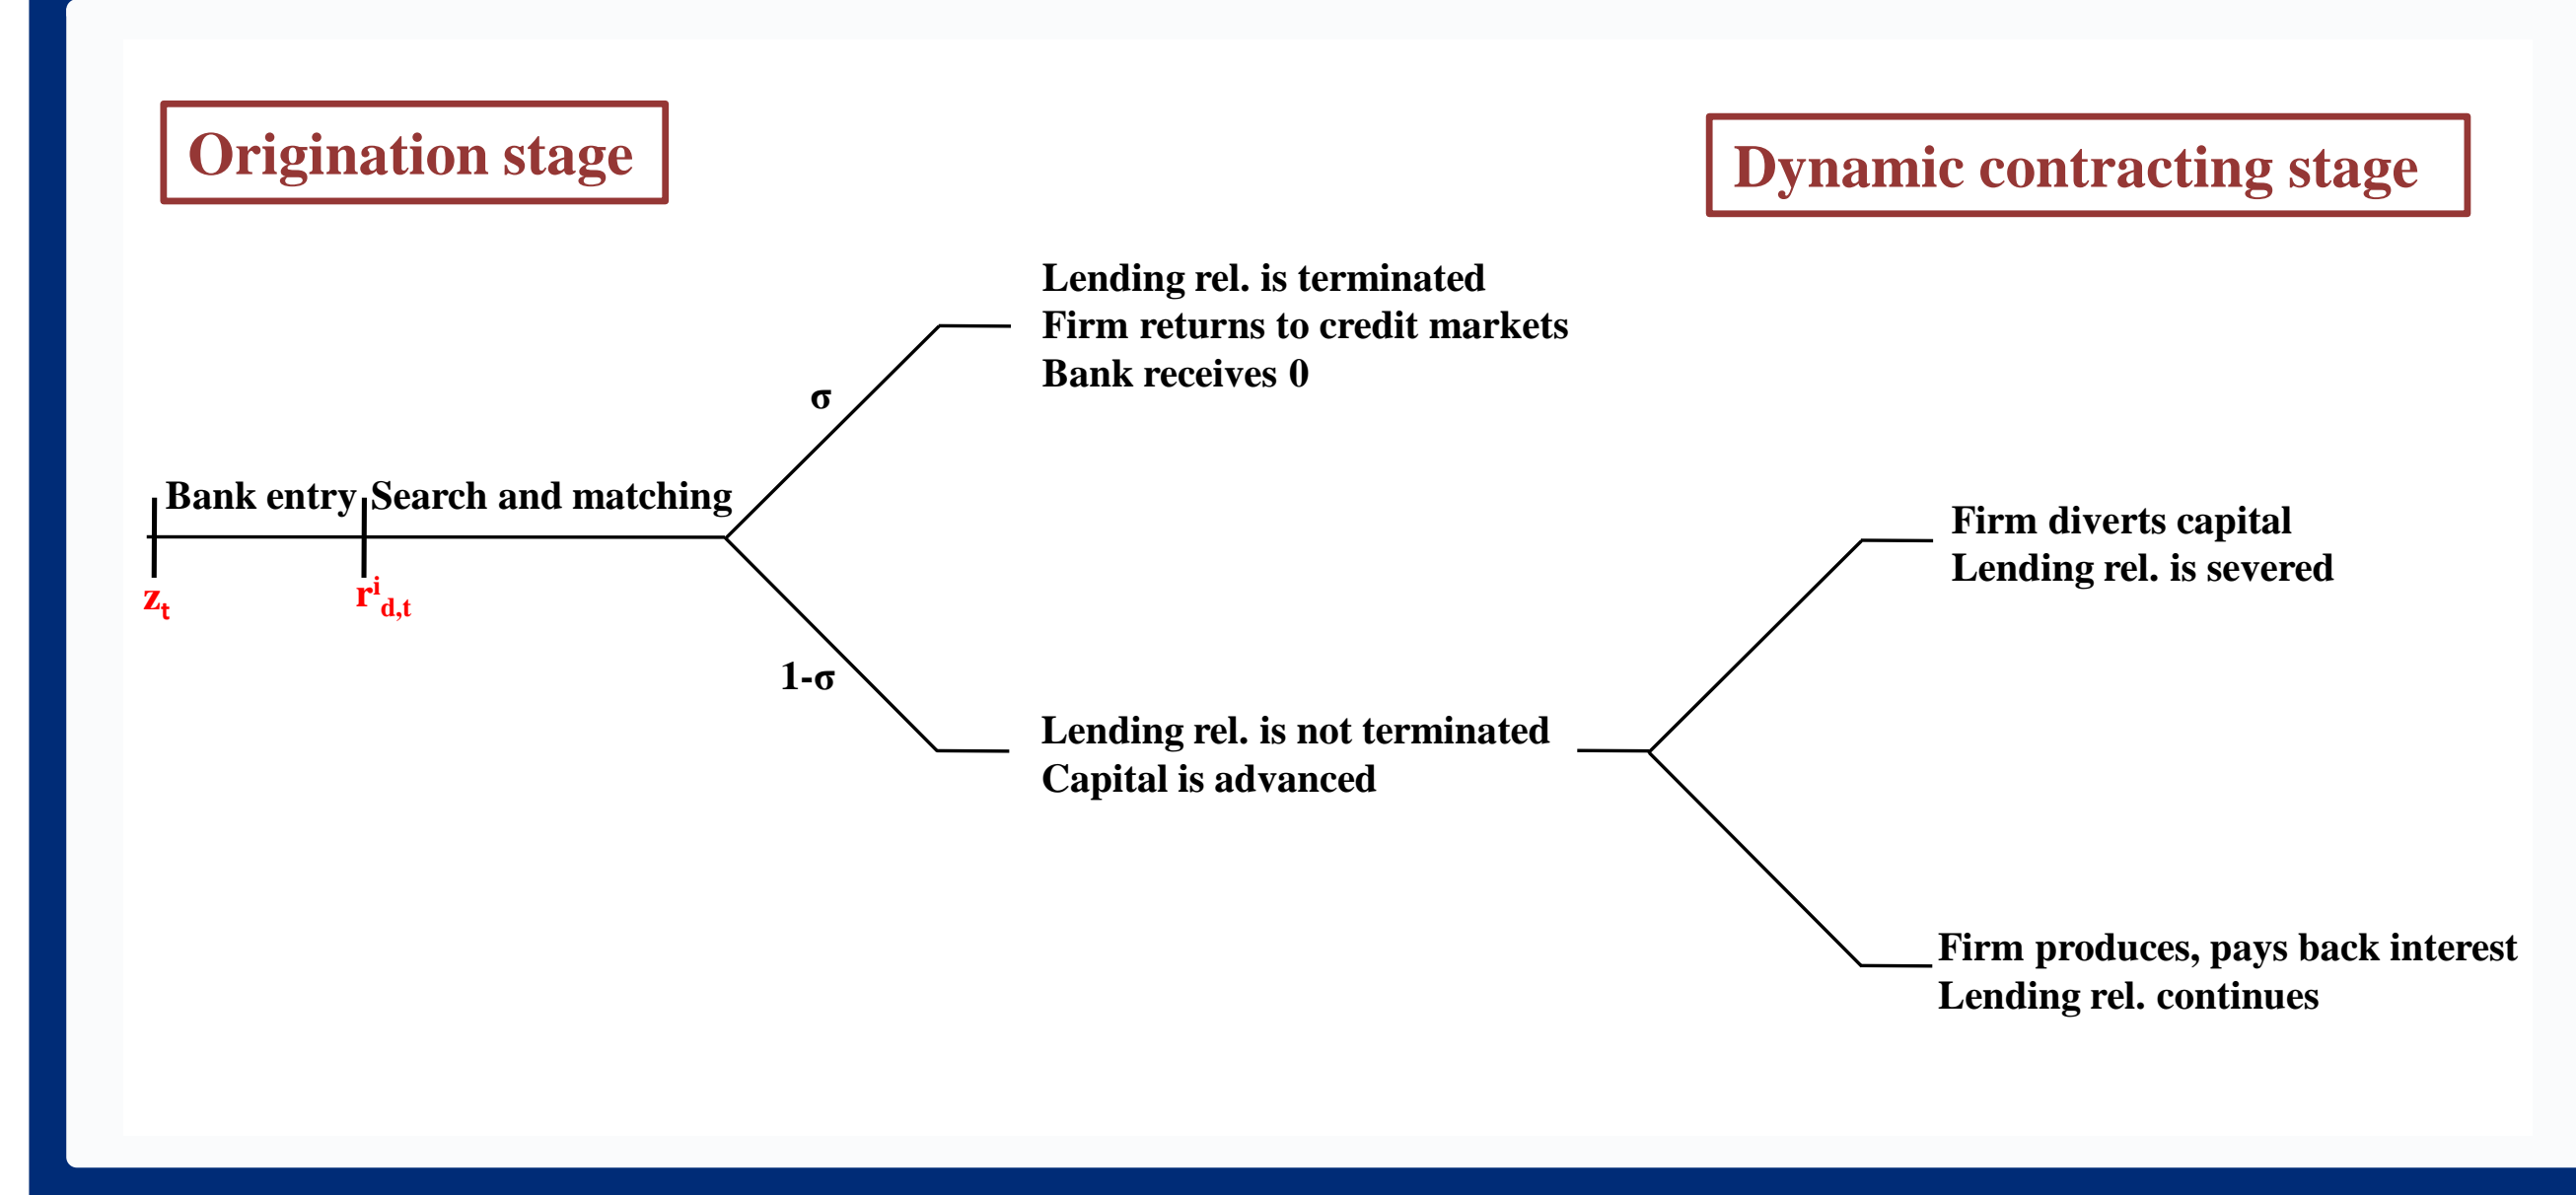 Origination stage
Dynamic contracting stage
Lending rel. is terminated
Firm returns to credit markets
Bank receives 0
σ
Bank entry
Search and matching
zₜ
rⁱd,t
1-σ
Lending rel. is not terminated
Capital is advanced
Firm diverts capital
Lending rel. is severed
Firm produces, pays back interest
Lending rel. continues